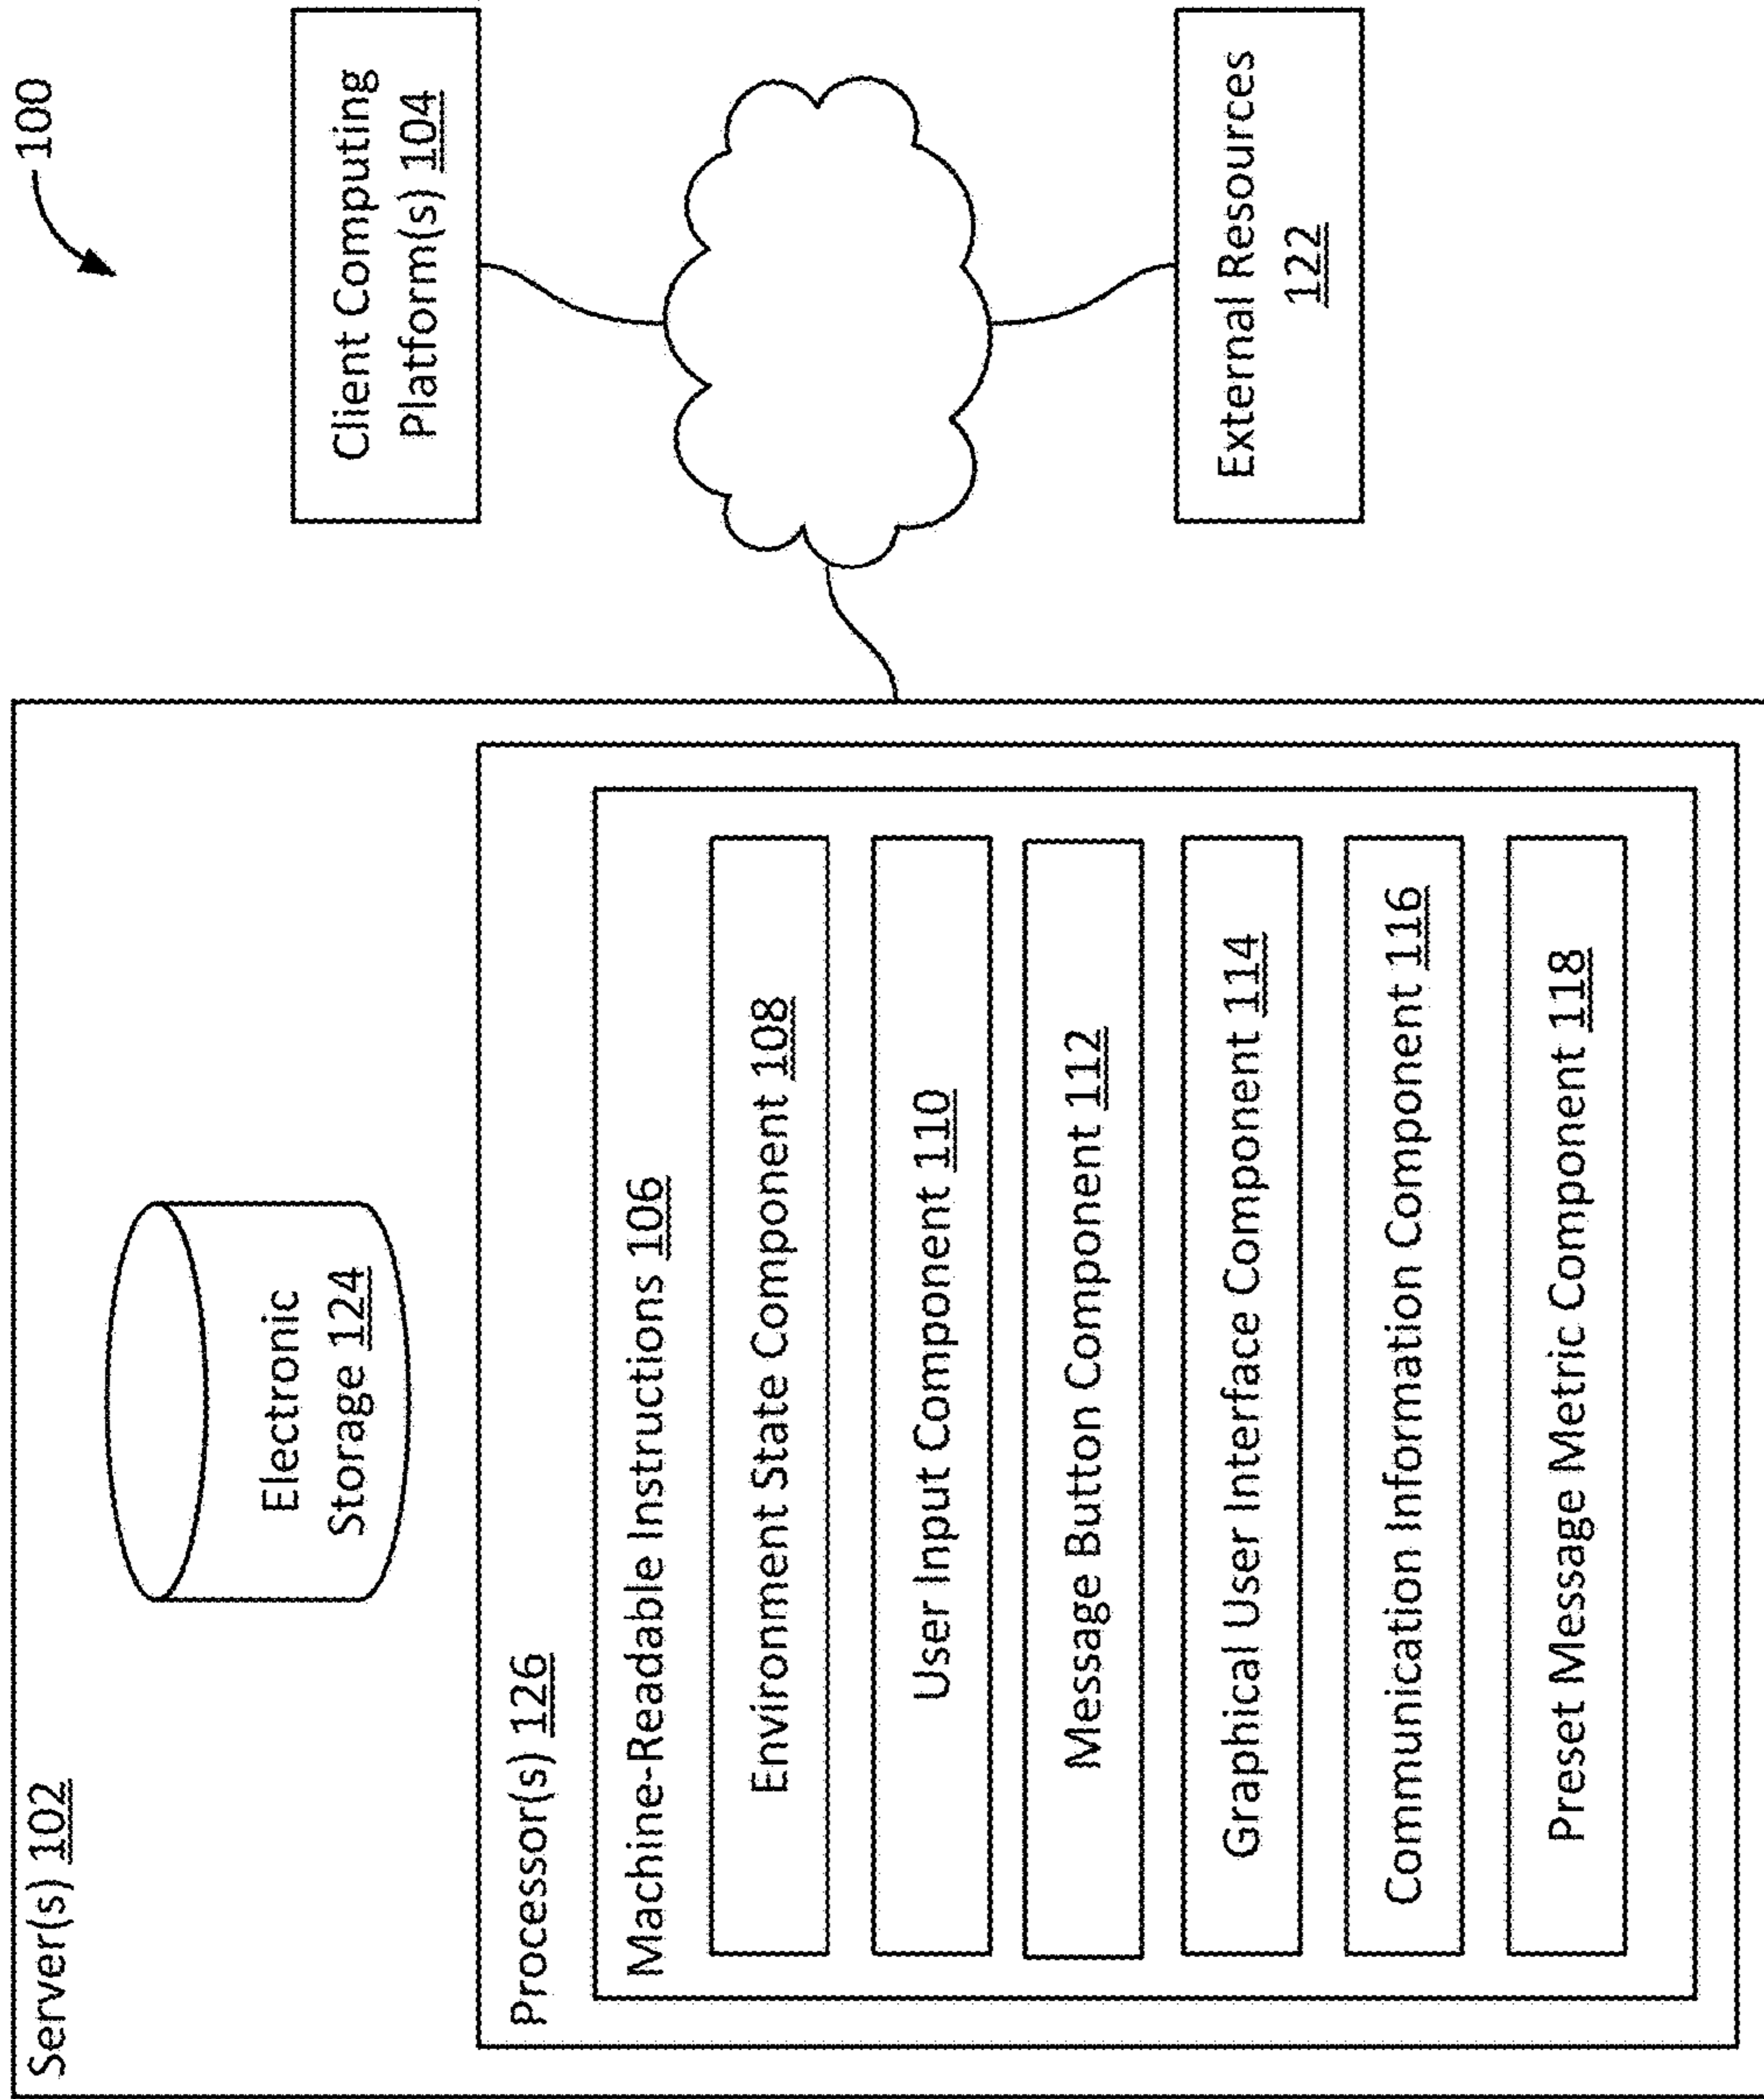 100
Server(s) 102
Electronic
Storage 124
Processor(s) 126
Machine-Readable Instructions 106
Environment State Component 108
User Input Component 110
Message Button Component 112
Graphical User Interface Component 114
Communication Information Component 116
Preset Message Metric Component 118
Client Computing
Platform(s) 104
External Resources
122